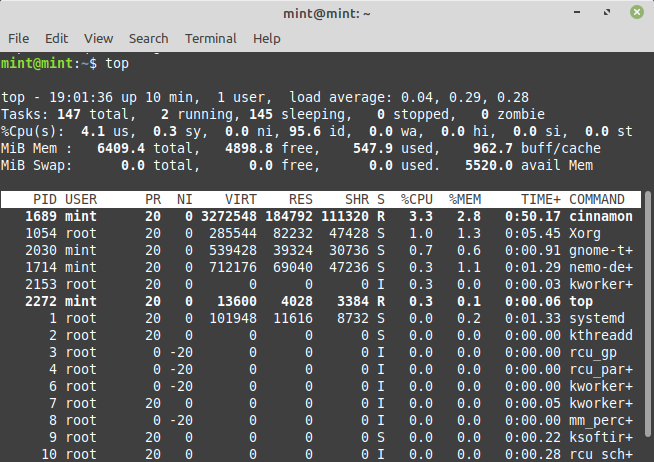 mint@mint: ~
File Edit View Search Terminal Help
mint@mint:~$ top
top - 19:01:36 up 10 min,  1 user,  load average: 0.04, 0.29, 0.28
Tasks: 147 total,   2 running, 145 sleeping,   0 stopped,   0 zombie
%Cpu(s):  4.1 us,  0.3 sy,  0.0 ni, 95.6 id,  0.0 wa,  0.0 hi,  0.0 si,  0.0 st
MiB Mem :   6409.4 total,   4898.8 free,    547.9 used,    962.7 buff/cache
MiB Swap:      0.0 total,      0.0 free,      0.0 used.   5520.0 avail Mem
PID USER      PR  NI    VIRT    RES    SHR S  %CPU  %MEM     TIME+ COMMAND
1689 mint      20   0 3272548 184792 111320 R   3.3   2.8   0:50.17 cinnamon
1054 root      20   0  285544  82232  47428 S   1.0   1.3   0:05.45 Xorg
2030 mint      20   0  539428  39324  30736 S   0.7   0.6   0:00.91 gnome-t+
1714 mint      20   0  712176  69040  47236 S   0.3   1.1   0:01.29 nemo-de+
2153 root      20   0       0      0      0 I   0.3   0.0   0:00.03 kworker+
2272 mint      20   0   13600   4028   3384 R   0.3   0.1   0:00.06 top
1 root      20   0  101948  11616   8732 S   0.0   0.2   0:01.33 systemd
2 root      20   0       0      0      0 S   0.0   0.0   0:00.00 kthreadd
3 root       0 -20       0      0      0 I   0.0   0.0   0:00.00 rcu_gp
4 root       0 -20       0      0      0 I   0.0   0.0   0:00.00 rcu_par+
6 root       0 -20       0      0      0 I   0.0   0.0   0:00.00 kworker+
7 root      20   0       0      0      0 I   0.0   0.0   0:00.05 kworker+
8 root       0 -20       0      0      0 I   0.0   0.0   0:00.00 mm_perc+
9 root      20   0       0      0      0 S   0.0   0.0   0:00.22 ksoftir+
10 root      20   0       0      0      0 I   0.0   0.0   0:00.28 rcu_sch+